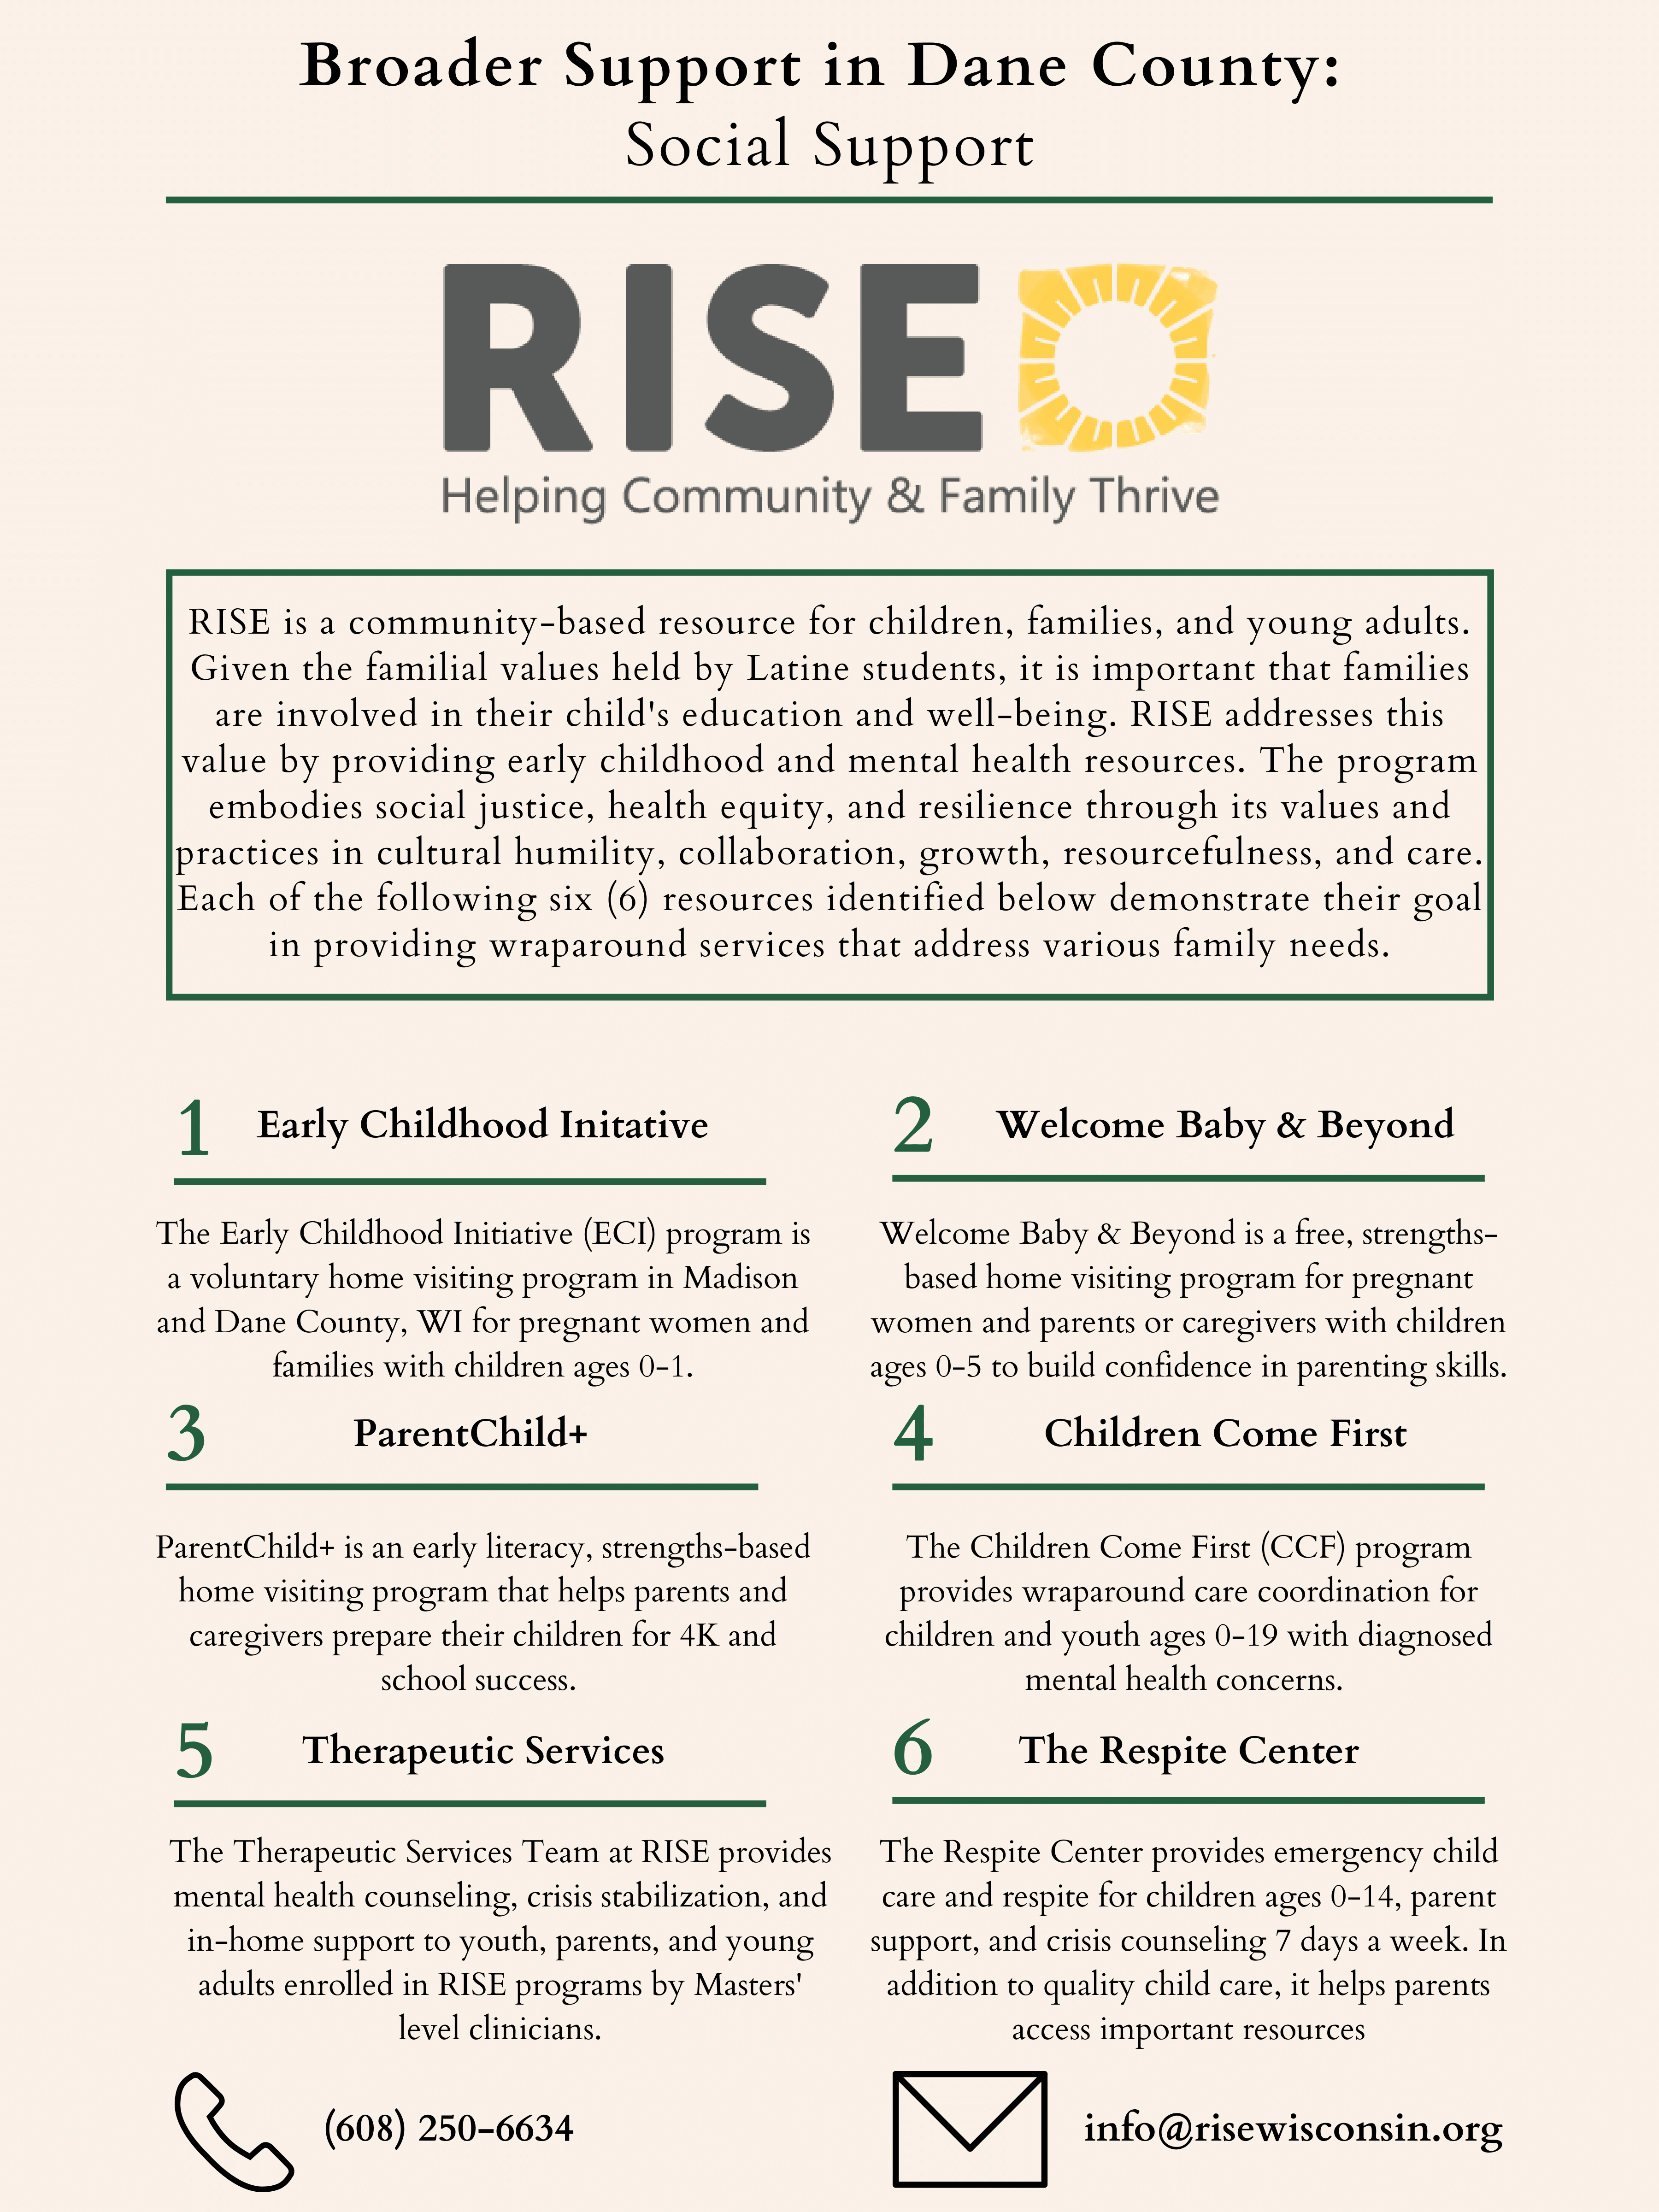 Broader Support in Dane County:
Social Support
RISE
Helping Community & Family Thrive
RISE is a community-based resource for children, families, and young adults.
Given the familial values held by Latine students, it is important that families
are involved in their child's education and well-being. RISE addresses this
value by providing early childhood and mental health resources. The program
embodies social justice, health equity, and resilience through its values and
practices in cultural humility, collaboration, growth, resourcefulness, and care.
Each of the following six (6) resources identified below demonstrate their goal
in providing wraparound services that address various family needs.
1 Early Childhood Initative
The Early Childhood Initiative (ECI) program is
a voluntary home visiting program in Madison
and Dane County, WI for pregnant women and
families with children ages 0-1.
2 Welcome Baby & Beyond
Welcome Baby & Beyond is a free, strengths-
based home visiting program for pregnant
women and parents or caregivers with children
ages 0-5 to build confidence in parenting skills.
3 ParentChild+
ParentChild+ is an early literacy, strengths-based
home visiting program that helps parents and
caregivers prepare their children for 4K and
school success.
4 Children Come First
The Children Come First (CCF) program
provides wraparound care coordination for
children and youth ages 0-19 with diagnosed
mental health concerns.
5 Therapeutic Services
The Therapeutic Services Team at RISE provides
mental health counseling, crisis stabilization, and
in-home support to youth, parents, and young
adults enrolled in RISE programs by Masters'
level clinicians.
6 The Respite Center
The Respite Center provides emergency child
care and respite for children ages 0-14, parent
support, and crisis counseling 7 days a week. In
addition to quality child care, it helps parents
access important resources
(608) 250-6634
info@risewisconsin.org